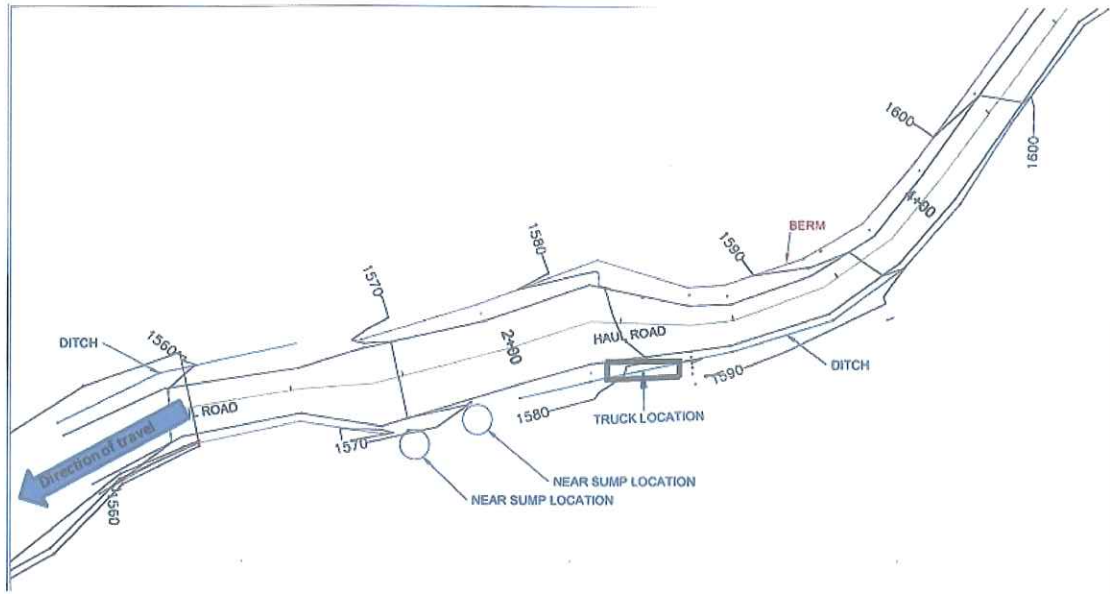 1600
1600
4+00
BERM
1590
1580
1570
1560
DITCH
2+00
HAUL ROAD
DITCH
1590
TRUCK LOCATION
1580
L ROAD
1570
Direction of travel
NEAR SUMP LOCATION
NEAR SUMP LOCATION
1560